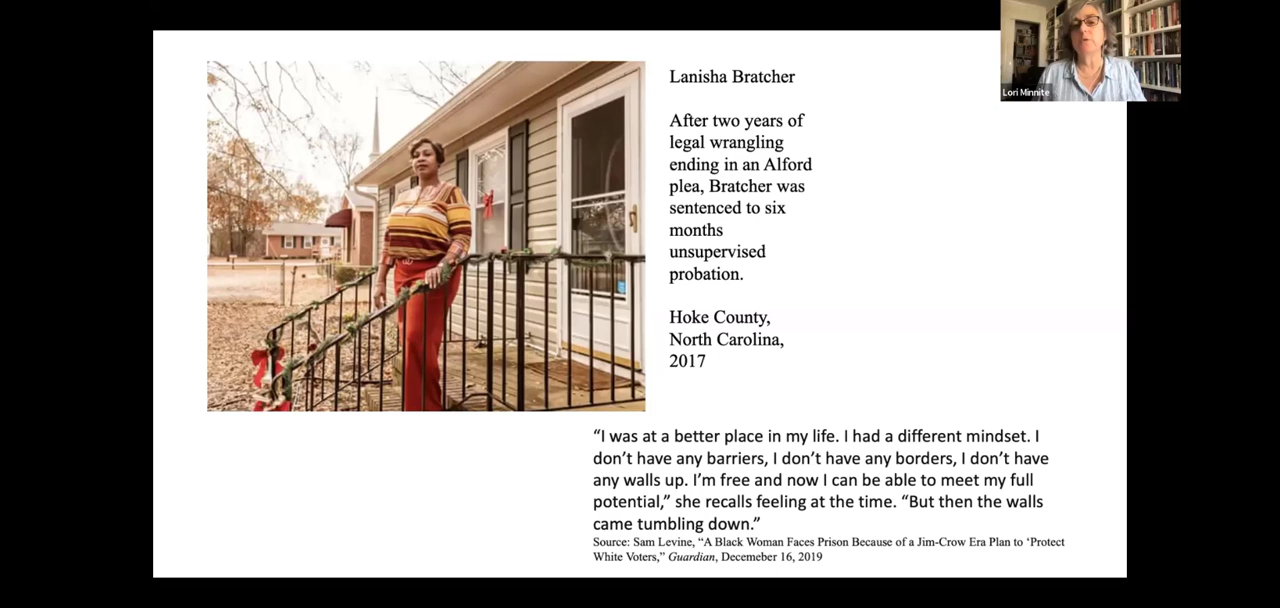 Lori Minnite
Lanisha Bratcher
After two years of
legal wrangling
ending in an Alford
plea, Bratcher was
sentenced to six
months
unsupervised
probation.
Hoke County,
North Carolina,
2017
“I was at a better place in my life. I had a different mindset. I
don’t have any barriers, I don’t have any borders, I don’t have
any walls up. I’m free and now I can be able to meet my full
potential,” she recalls feeling at the time. “But then the walls
came tumbling down.”
Source: Sam Levine, “A Black Woman Faces Prison Because of a Jim-Crow Era Plan to ‘Protect
White Voters,” Guardian, Decemeber 16, 2019